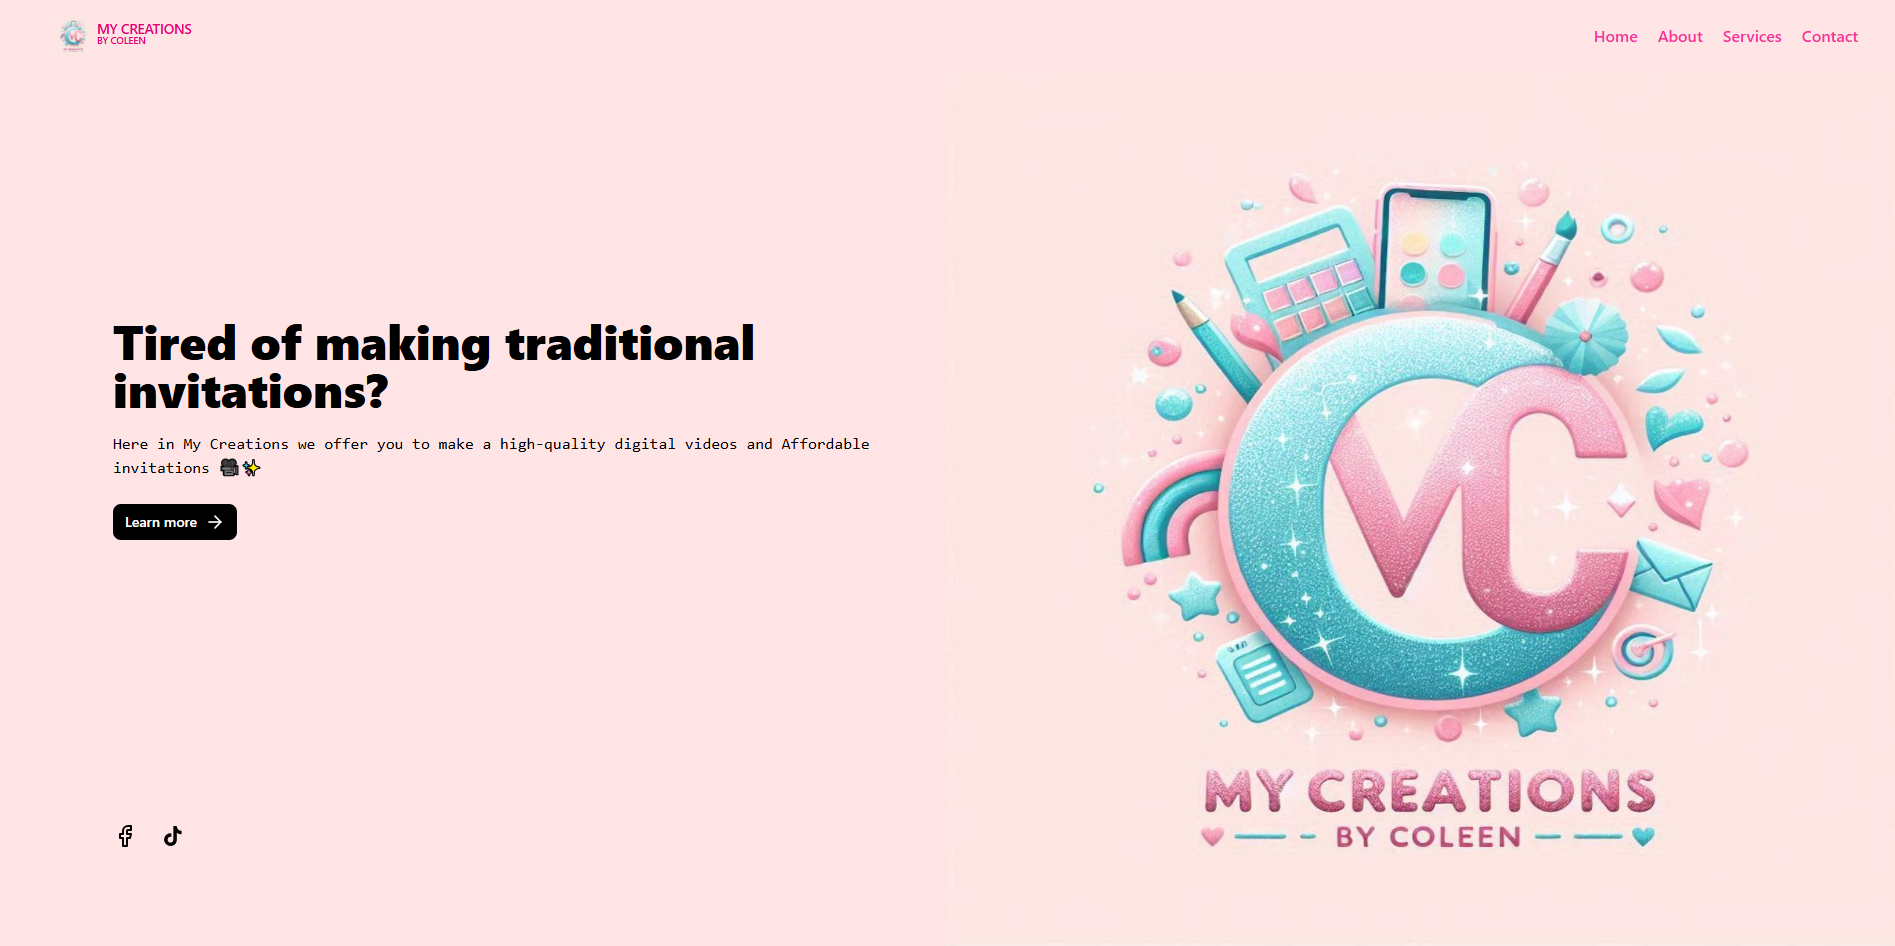 MY CREATIONS
BY COLEEN
Home About Services Contact
Tired of making traditional
invitations?
Here in My Creations we offer you to make a high-quality digital videos and Affordable
invitations 🎥✨
Learn more →
MC
MY CREATIONS
BY COLEEN